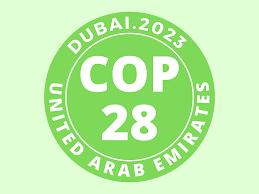 DUBAI.2023
COP
28
UNITED ARAB EMIRATES